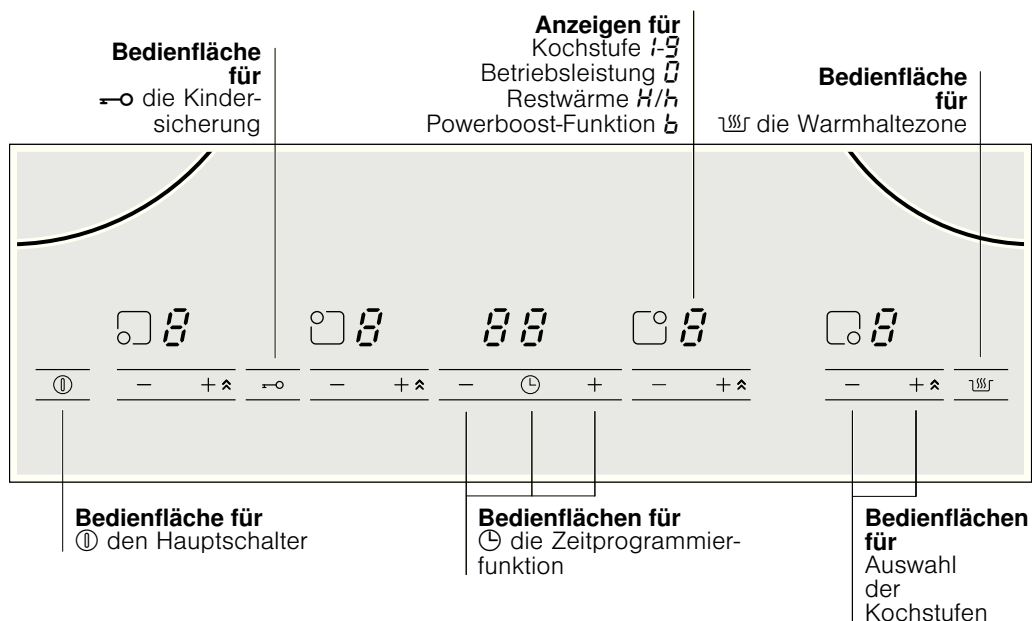 Bedienfläche
für
die Kinder-
sicherung
Anzeigen für
Kochstufe 1-9
Betriebsleistung 0
Restwärme H/h
Powerboost-Funktion b
Bedienfläche
für
die Warmhaltezone
8 8 88 8 8
− + − + − + − + − +
Bedienfläche für
den Hauptschalter
Bedienflächen für
die Zeitprogrammier-
funktion
Bedienflächen
für
Auswahl
der
Kochstufen